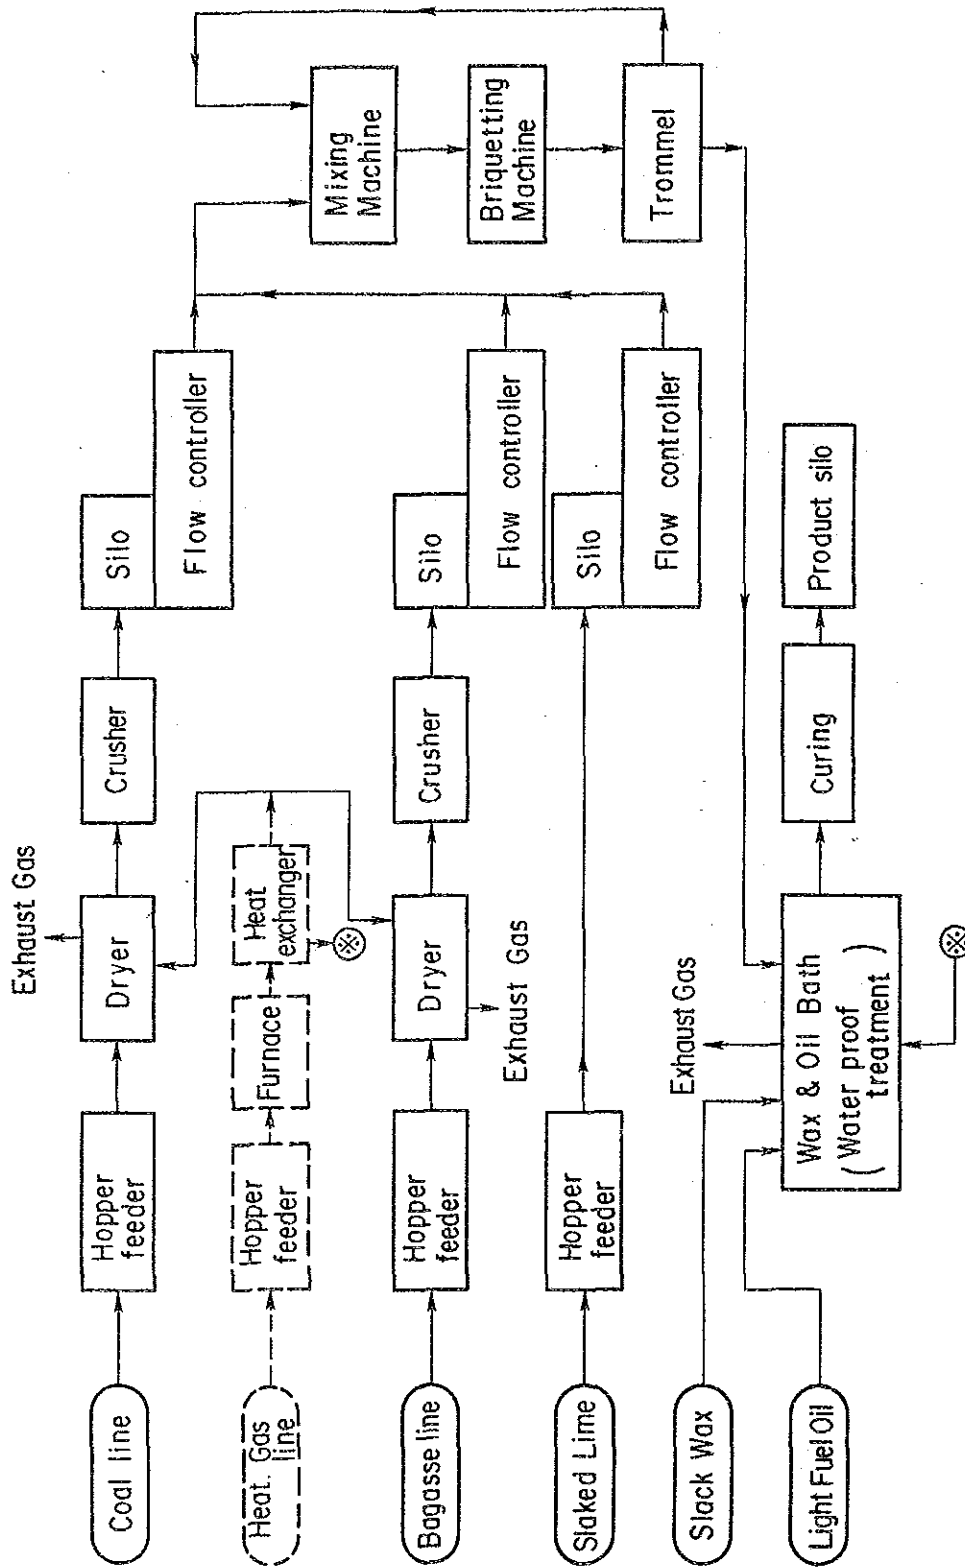 Coal line
Hopper
feeder
Dryer
Exhaust Gas
Crusher
Silo
Flow controller
Heat. Gas
line
Hopper
feeder
Furnace
Heat
exchanger
※
Bagasse line
Hopper
feeder
Dryer
Exhaust Gas
Crusher
Silo
Flow controller
Slaked Lime
Hopper
feeder
Silo
Flow controller
Mixing
Machine
Briquetting
Machine
Trommel
Slack Wax
Light Fuel Oil
Exhaust Gas
Wax & Oil Bath
( Water proof
treatment )
※
Curing
Product silo